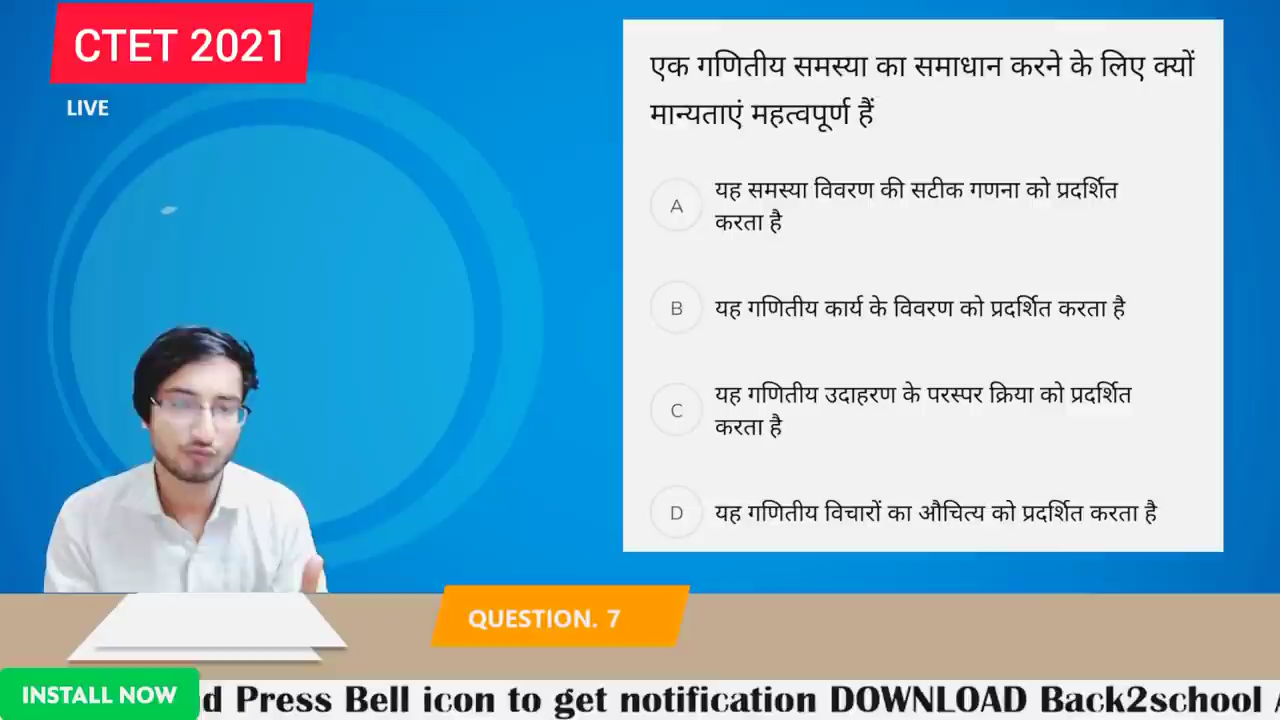 CTET 2021
LIVE
एक गणितीय समस्या का समाधान करने के लिए क्यों
मान्यताएं महत्वपूर्ण हैं
A
यह समस्या विवरण की सटीक गणना को प्रदर्शित
करता है
B
यह गणितीय कार्य के विवरण को प्रदर्शित करता है
C
यह गणितीय उदाहरण के परस्पर क्रिया को प्रदर्शित
करता है
D
यह गणितीय विचारों का औचित्य को प्रदर्शित करता है
QUESTION. 7
INSTALL NOW
Press Bell icon to get notification DOWNLOAD Back2school